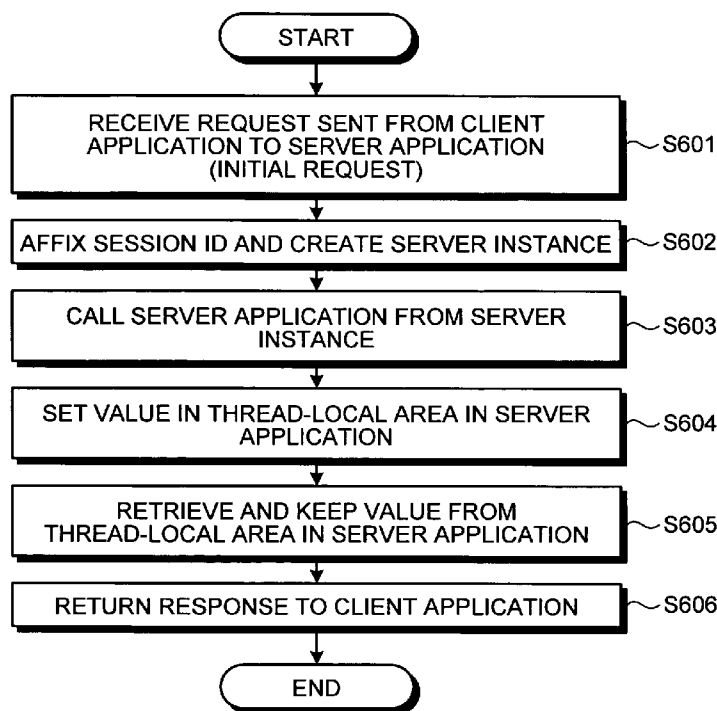 START
RECEIVE REQUEST SENT FROM CLIENT
APPLICATION TO SERVER APPLICATION
(INITIAL REQUEST)
S601
AFFIX SESSION ID AND CREATE SERVER INSTANCE
S602
CALL SERVER APPLICATION FROM SERVER
INSTANCE
S603
SET VALUE IN THREAD-LOCAL AREA IN SERVER
APPLICATION
S604
RETRIEVE AND KEEP VALUE FROM
THREAD-LOCAL AREA IN SERVER APPLICATION
S605
RETURN RESPONSE TO CLIENT APPLICATION
S606
END